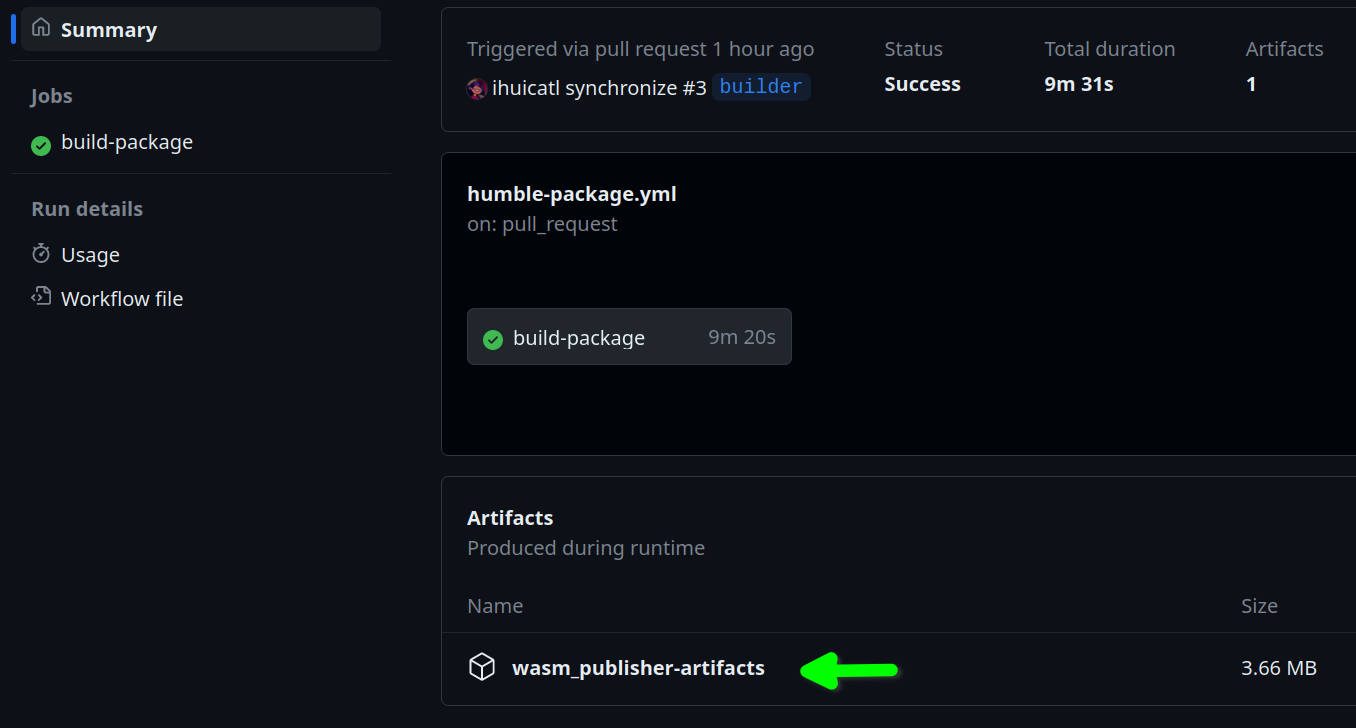 Summary
Jobs
build-package
Run details
Usage
Workflow file
Triggered via pull request 1 hour ago
ihuicatl synchronize #3 builder
Status
Success
Total duration
9m 31s
Artifacts
1
humble-package.yml
on: pull_request
build-package 9m 20s
Artifacts
Produced during runtime
Name Size
wasm_publisher-artifacts 3.66 MB